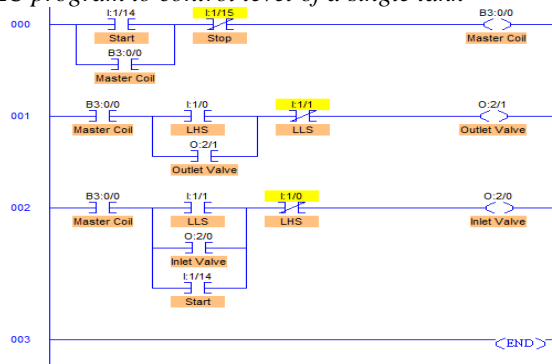 program to control level of a single tank
I:1/14 I:1/15 B3:0/0
000
Start Stop Master Coil
B3:0/0
Master Coil
B3:0/0 I:1/0 I:1/1 O:2/1
001
Master Coil LHS LLS Outlet Valve
O:2/1
Outlet Valve
B3:0/0 I:1/1 I:1/0 O:2/0
002
Master Coil LLS LHS Inlet Valve
O:2/0
Inlet Valve
I:1/14
Start
003
END